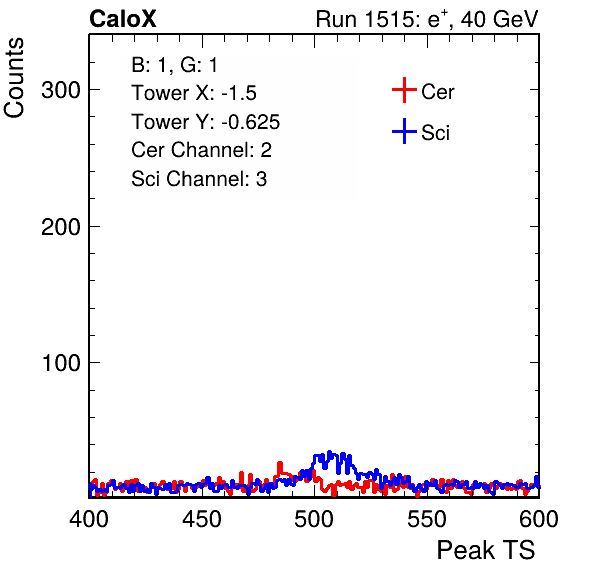 CaloX Run 1515: e⁺, 40 GeV
Counts
B: 1, G: 1
Tower X: -1.5
Tower Y: -0.625
Cer Channel: 2
Sci Channel: 3
Cer
Sci
300
200
100
400 450 500 550 600
Peak TS